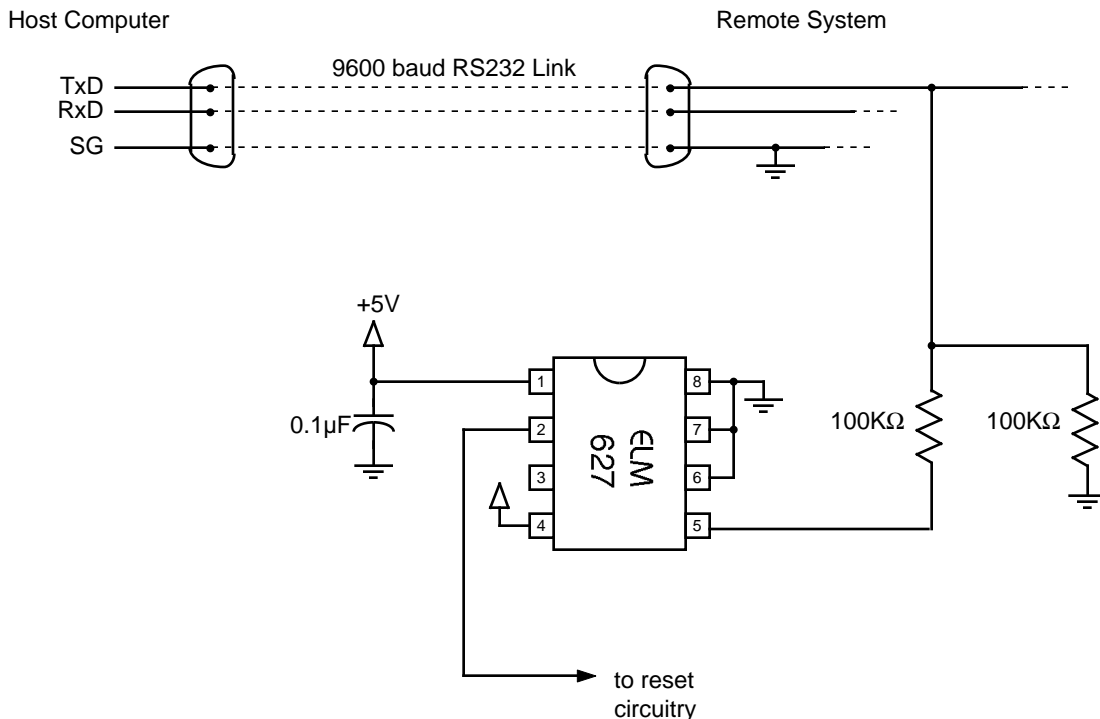 Host Computer
Remote System
9600 baud RS232 Link
TxD
RxD
SG
+5V
0.1µF
1
2
3
4
8
7
6
5
ELM
627
100KΩ
100KΩ
to reset
circuitry